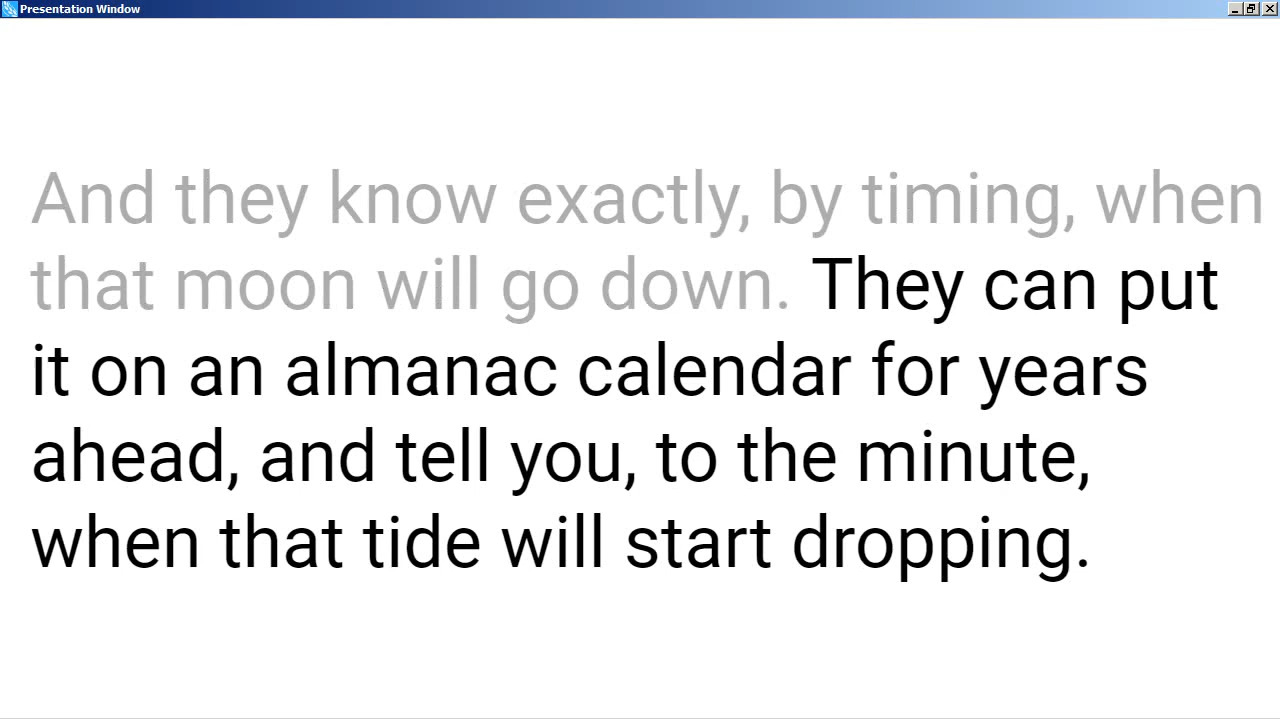 Presentation Window
And they know exactly, by timing, when
that moon will go down. They can put
it on an almanac calendar for years
ahead, and tell you, to the minute,
when that tide will start dropping.